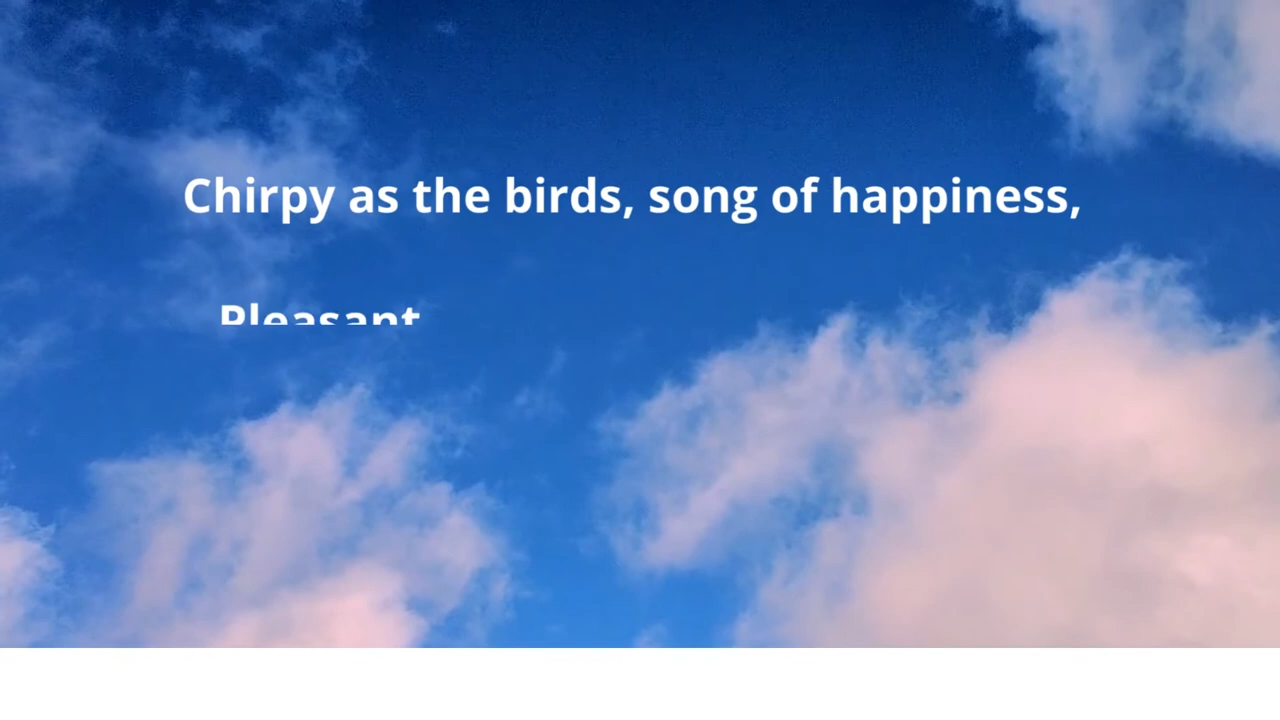 Chirpy as the birds, song of happiness,
Pleasant